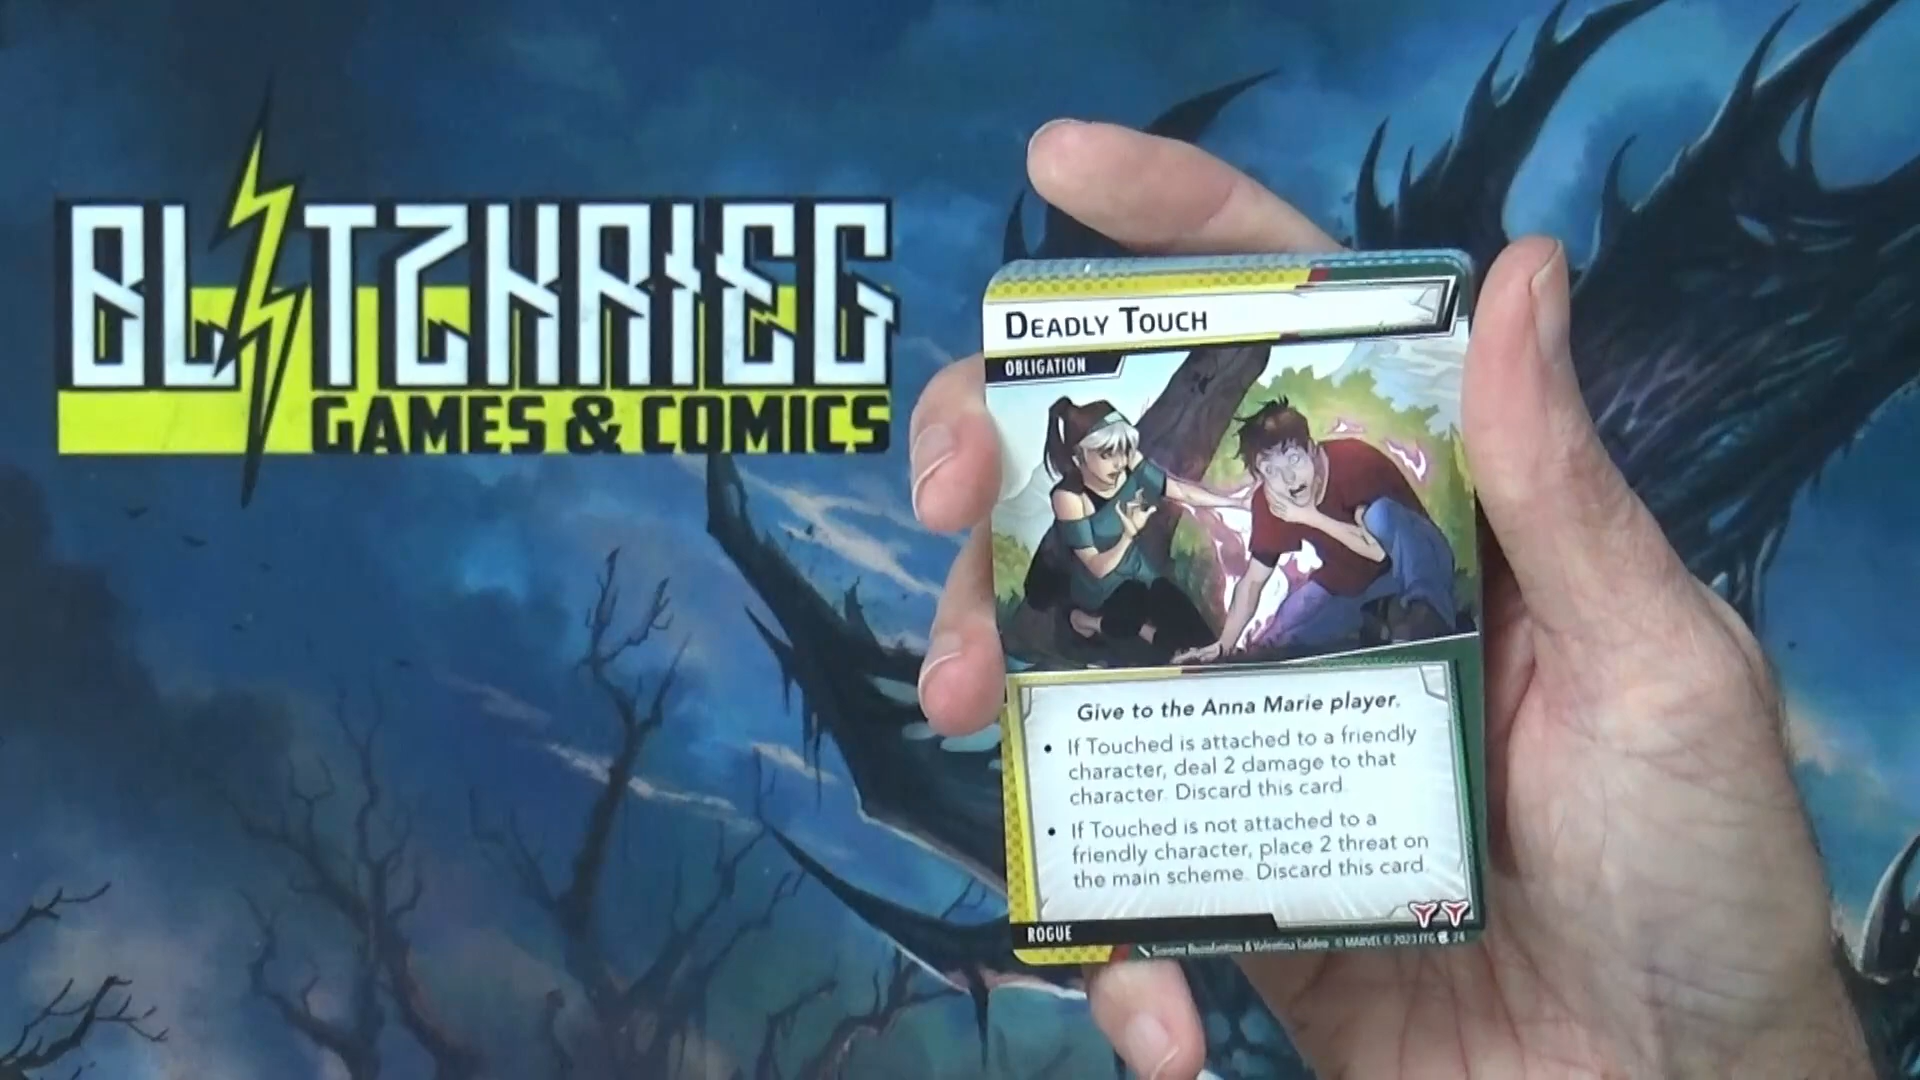 BLITZKRIEG
GAMES & COMICS
DEADLY TOUCH
OBLIGATION
Give to the Anna Marie player.
• If Touched is attached to a friendly
character, deal 2 damage to that
character. Discard this card.
• If Touched is not attached to a
friendly character, place 2 threat on
the main scheme. Discard this card.
ROGUE
© MARVEL © 2023 FFG 24